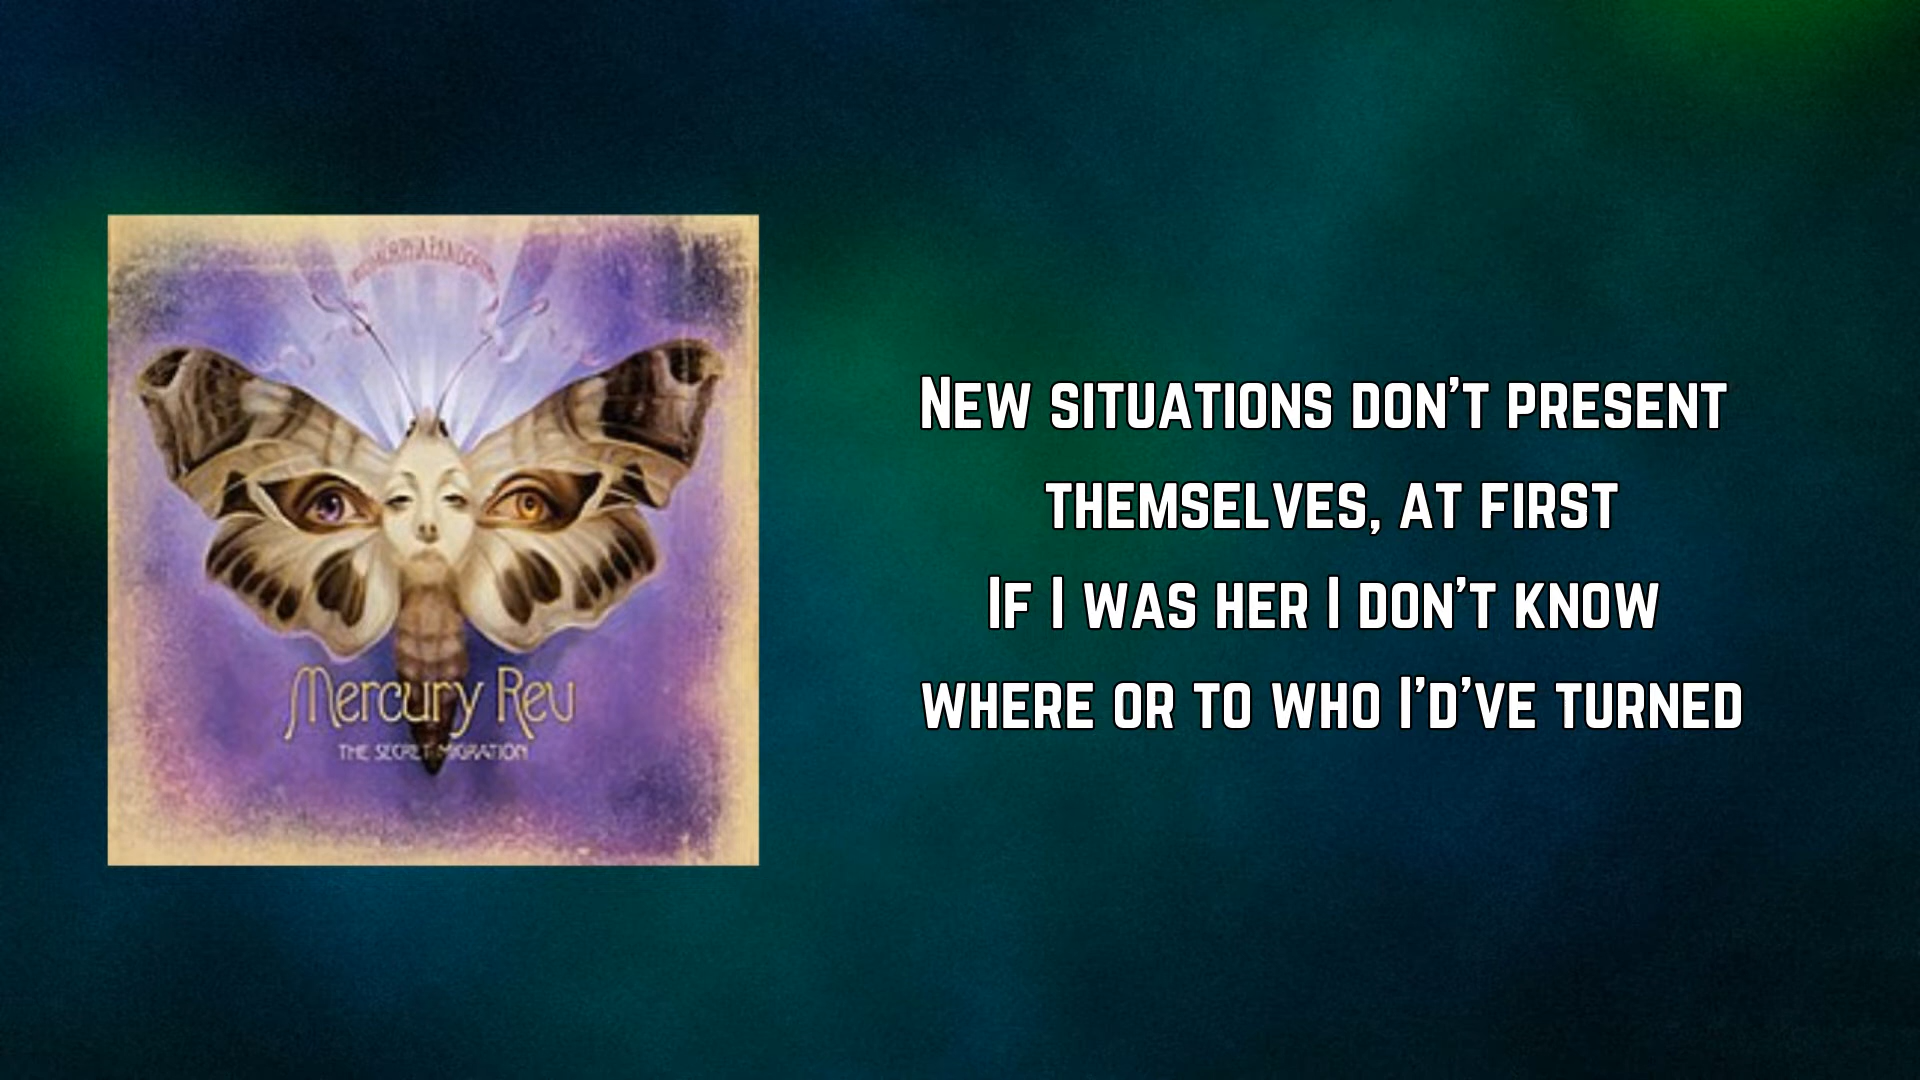 Mercury Rev
THE SECRET MIGRATION
New situations don't present
themselves, at first
If I was her I don't know
where or to who I'd've turned